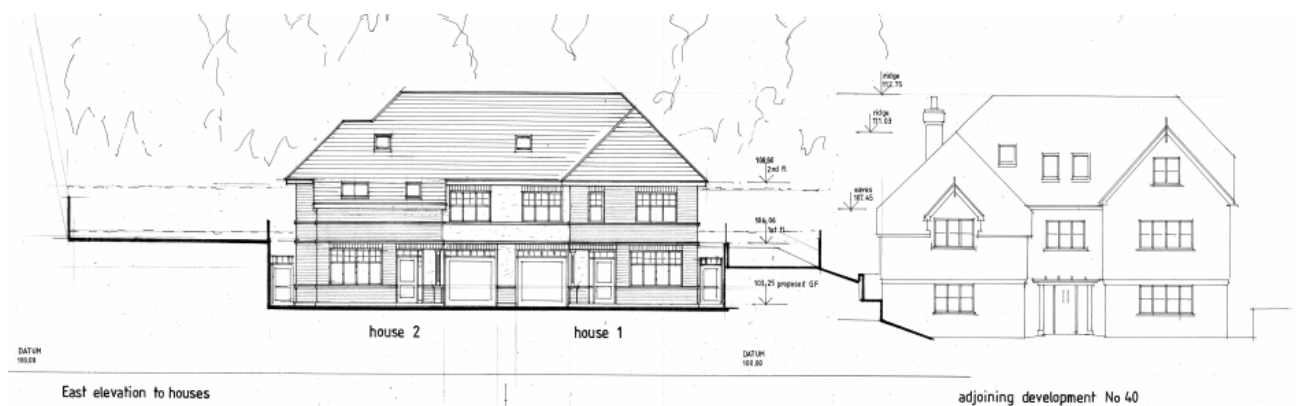 ridge
112.75
ridge
111.03
108.60
2nd fl
eaves
107.45
106.06
1st fl
103.25 proposed GF
house 2
house 1
DATUM
100.00
DATUM
100.00
East elevation to houses
adjoining development No 40